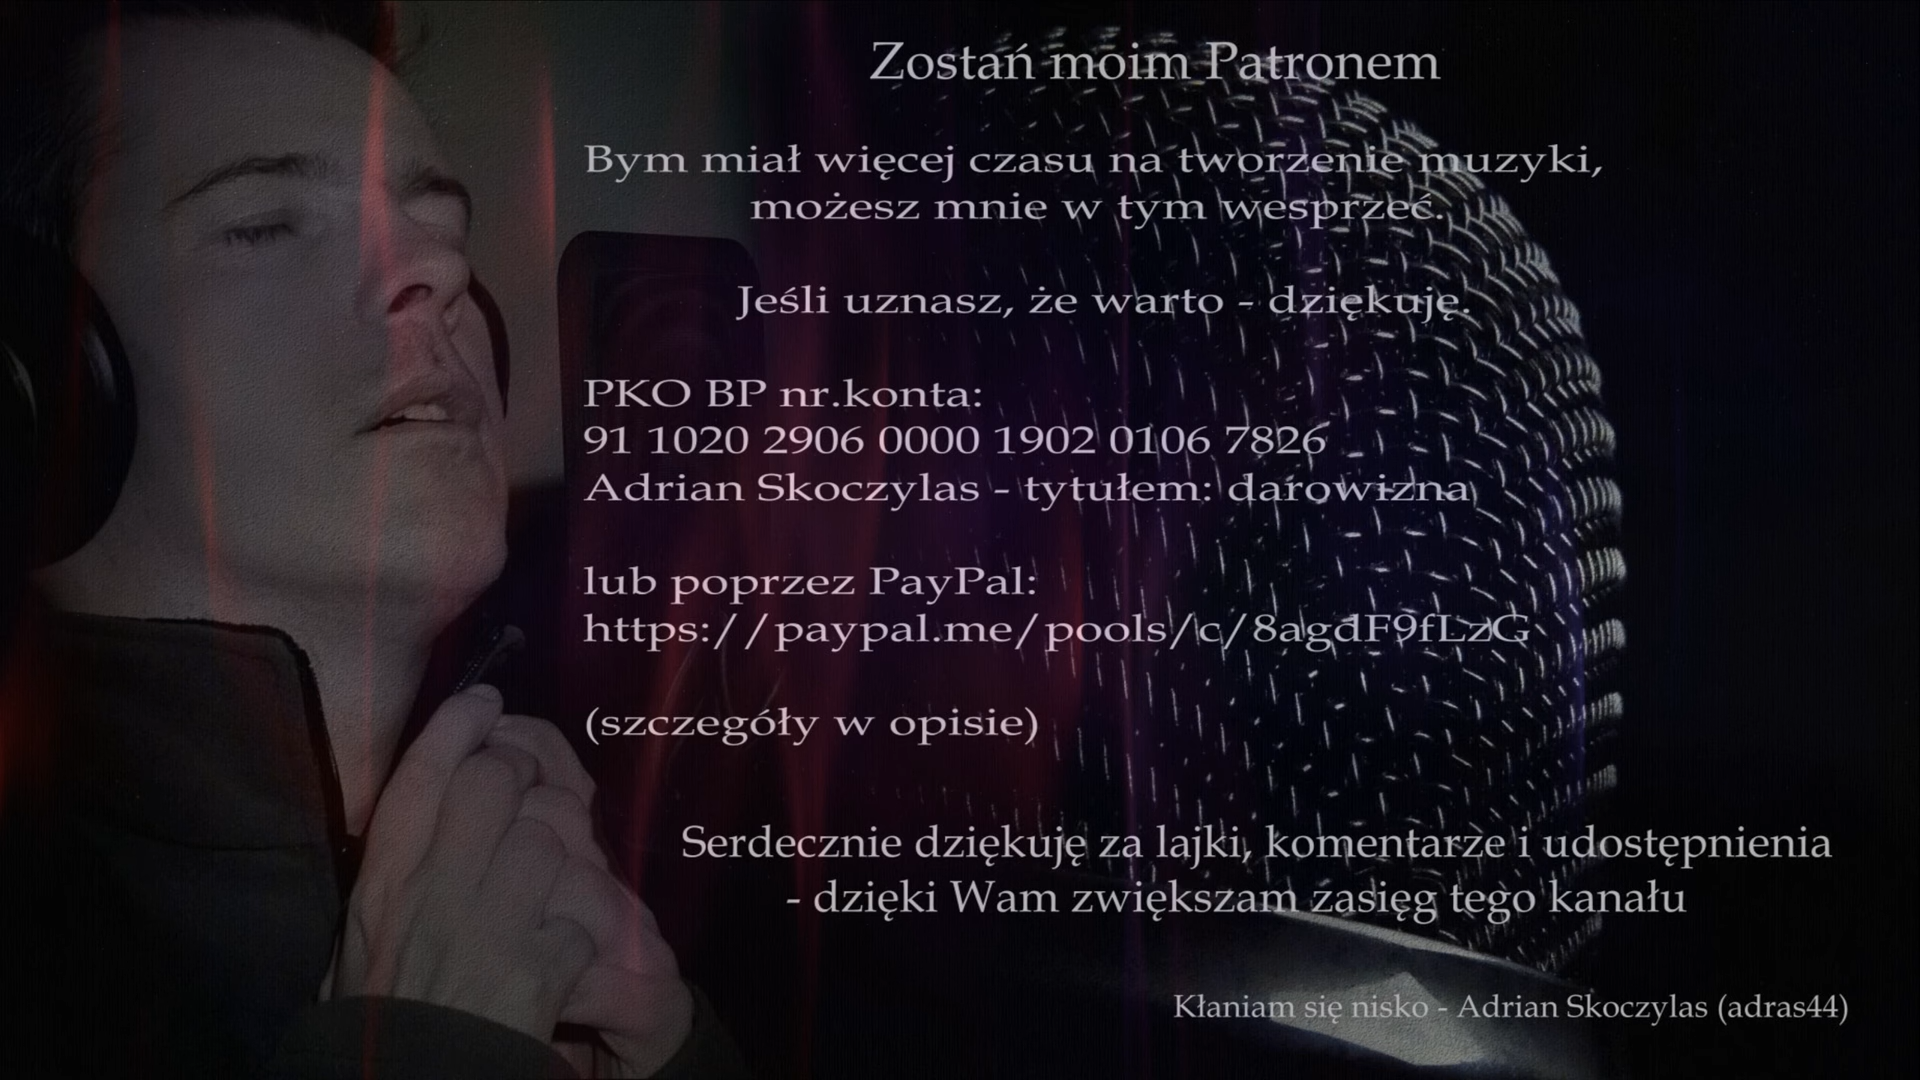 Zostań moim Patronem
Bym miał więcej czasu na tworzenie muzyki,
możesz mnie w tym wesprzeć.
Jeśli uznasz, że warto - dziękuję.
PKO BP nr.konta:
91 1020 2906 0000 1902 0106 7826
Adrian Skoczylas - tytułem: darowizna
lub poprzez PayPal:
https://paypal.me/pools/c/8agdF9fLzG
(szczegóły w opisie)
Serdecznie dziękuję za lajki, komentarze i udostępnienia
- dzięki Wam zwiększam zasięg tego kanału
Kłaniam się nisko - Adrian Skoczylas (adras44)